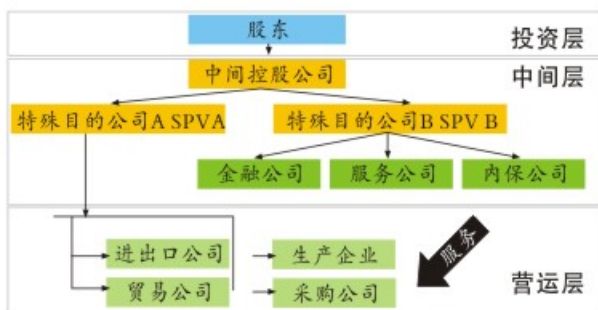 股东
投资层
中间控股公司
中间层
特殊目的公司A SPVA
特殊目的公司B SPV B
金融公司
服务公司
内保公司
服务
进出口公司
生产企业
营运层
贸易公司
采购公司